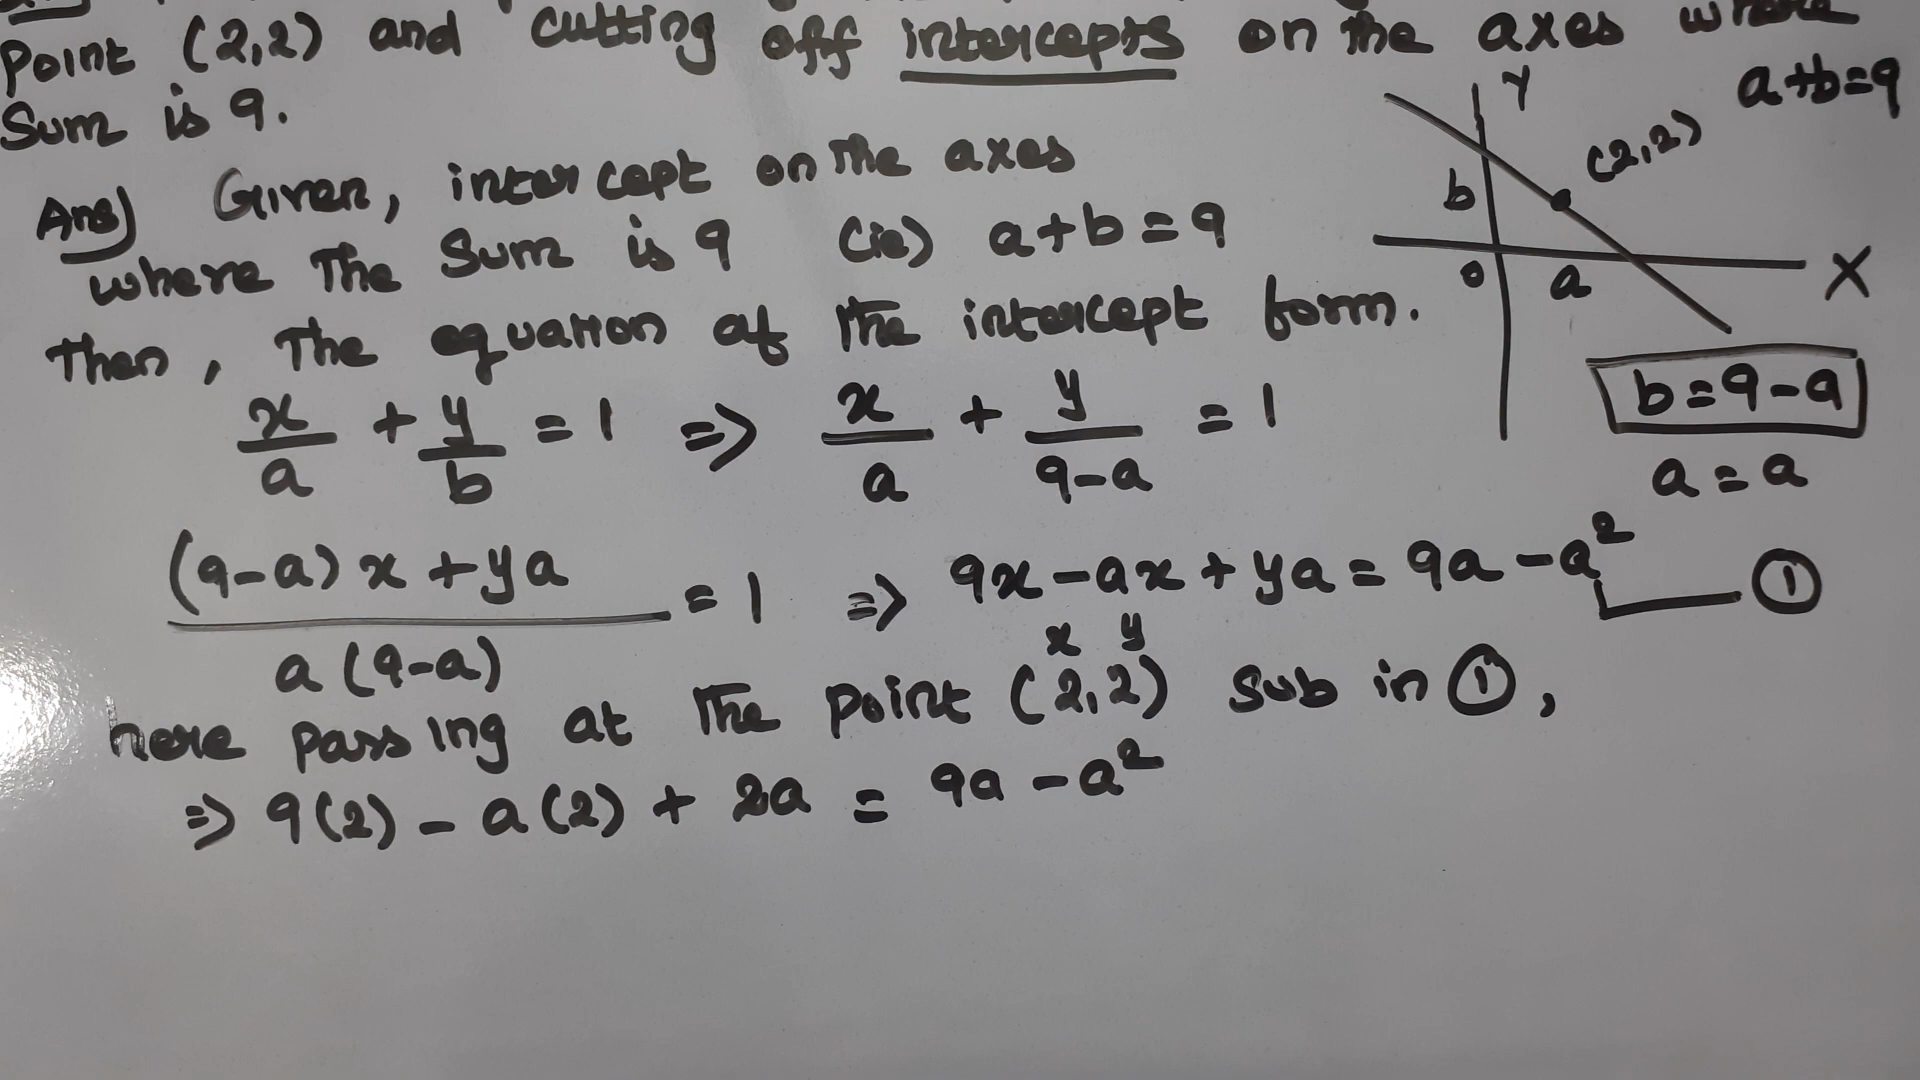 Point (2,2) and cutting off intercepts on the axes where
Sum is 9.
a+b=9
Y
(2,2)
b
o
a
X
Ans) Given, intercept on the axes
where The Sum is 9 (ie) a+b=9
Then, The equation of the intercept form.
x/a + y/b = 1 => x/a + y/9-a = 1
b=9-a
a=a
(9-a)x+ya / a(9-a) = 1 => 9x-ax+ya=9a-a² ①
x y
here passing at the point (2,2) sub in ①,
=> 9(2) - a(2) + 2a = 9a-a²